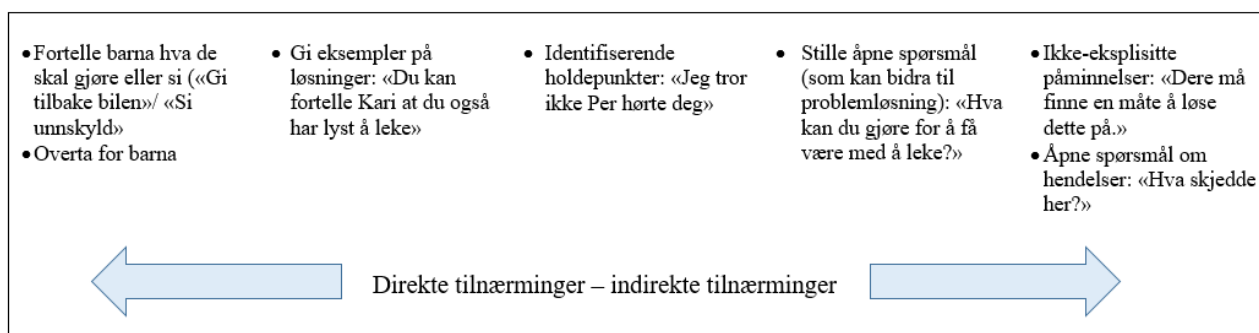 • Fortelle barna hva de
skal gjøre eller si («Gi
tilbake bilen»/ «Si
unnskyld»
• Overta for barna
• Gi eksempler på
løsninger: «Du kan
fortelle Kari at du også
har lyst å leke»
• Identifiserende
holdepunkter: «Jeg tror
ikke Per hørte deg»
• Stille åpne spørsmål
(som kan bidra til
problemløsning): «Hva
kan du gjøre for å få
være med å leke?»
• Ikke-eksplisitte
påminnelser: «Dere må
finne en måte å løse
dette på.»
• Åpne spørsmål om
hendelser: «Hva skjedde
her?»
Direkte tilnærminger – indirekte tilnærminger